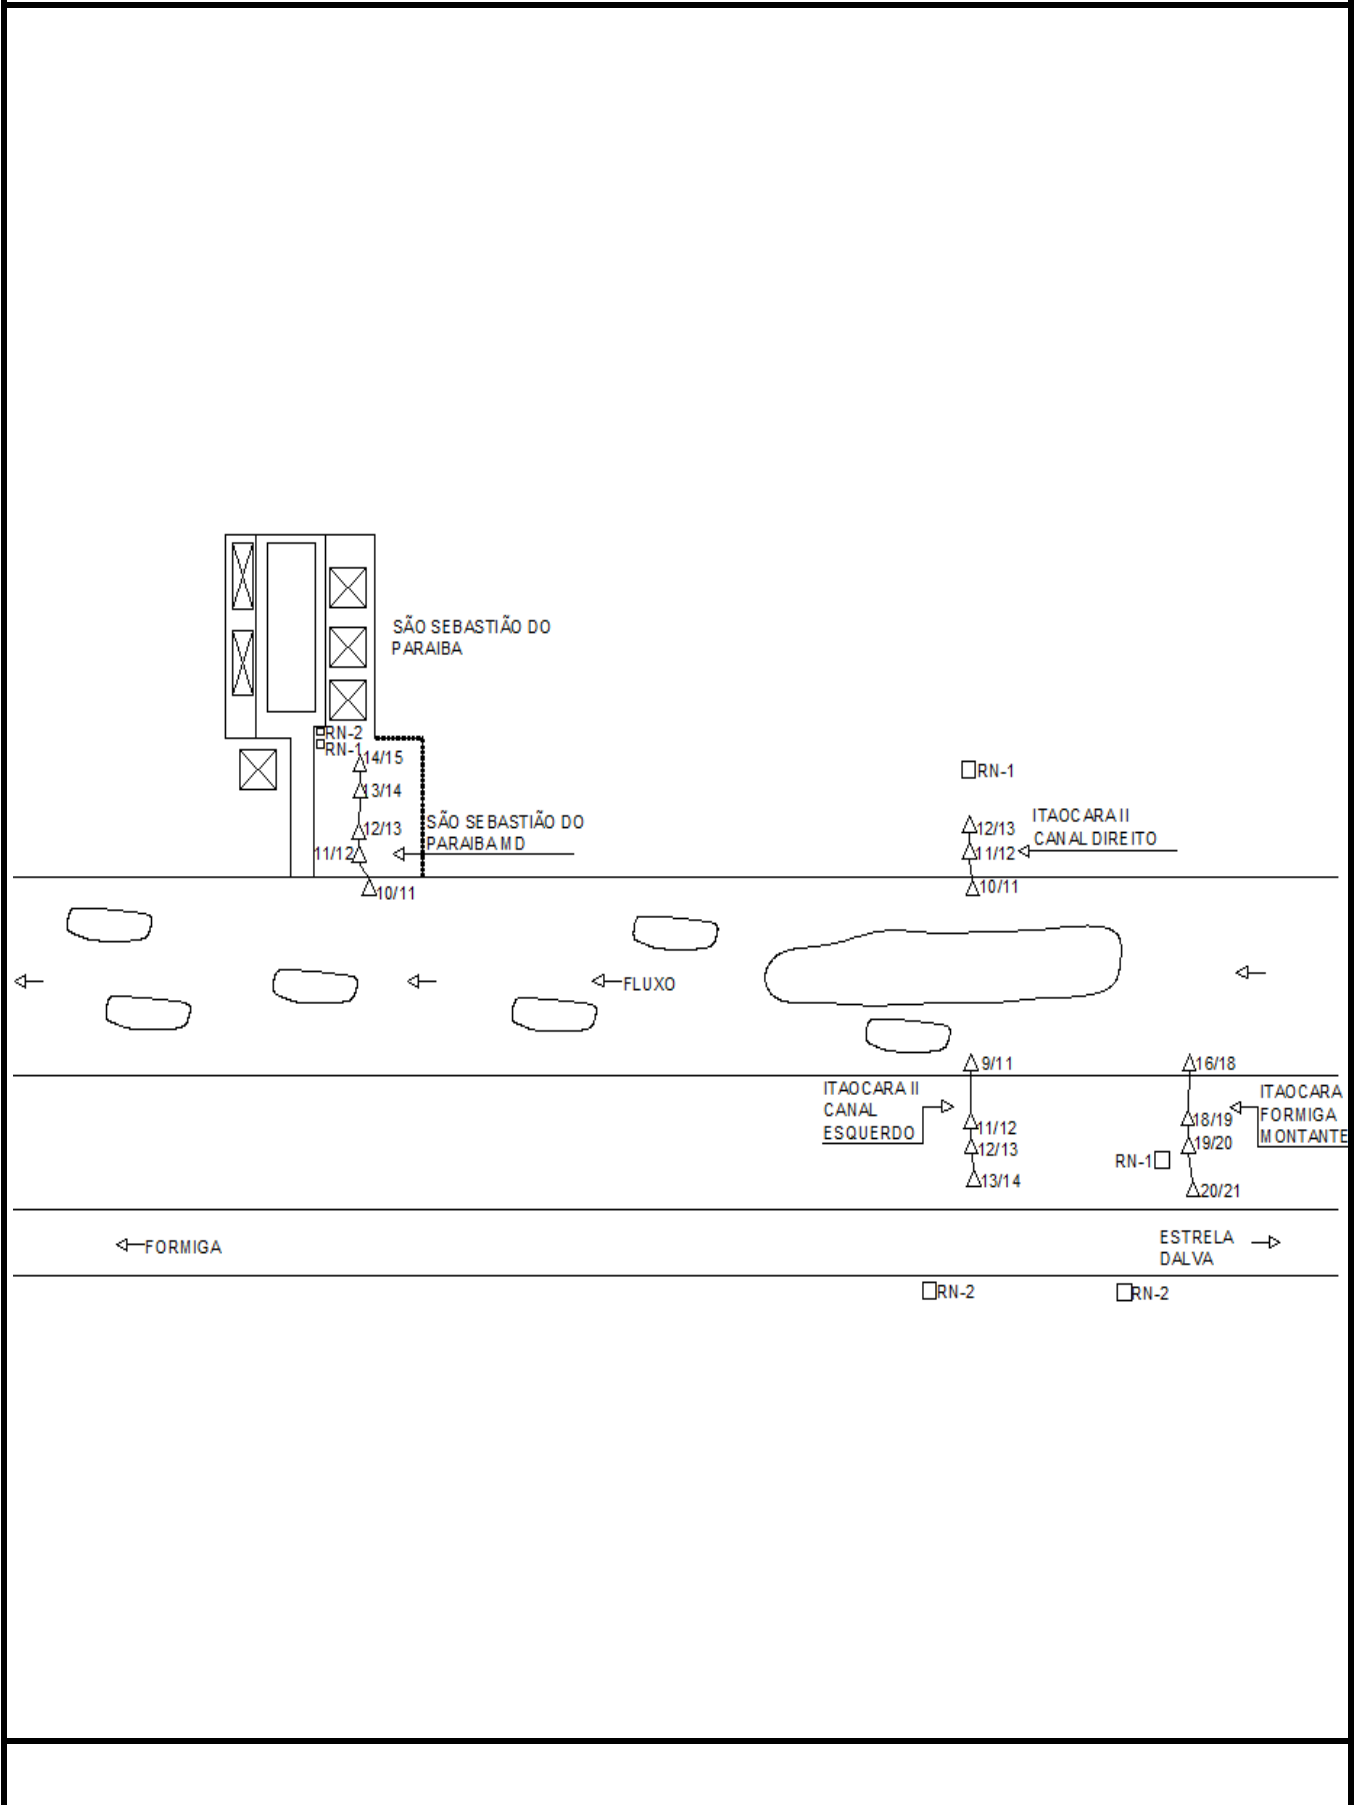 SÃO SEBASTIÃO DO
PARAIBA
RN-2
RN-1
14/15
13/14
12/13
11/12
10/11
SÃO SEBASTIÃO DO
PARAIBA MD
RN-1
12/13
11/12
10/11
ITAOCARA II
CANAL DIREITO
FLUXO
9/11
16/18
ITAOCARA II
CANAL
ESQUERDO
11/12
12/13
13/14
ITAOCARA
FORMIGA
MONTANTE
18/19
19/20
RN-1
20/21
FORMIGA
ESTRELA
DALVA
RN-2
RN-2